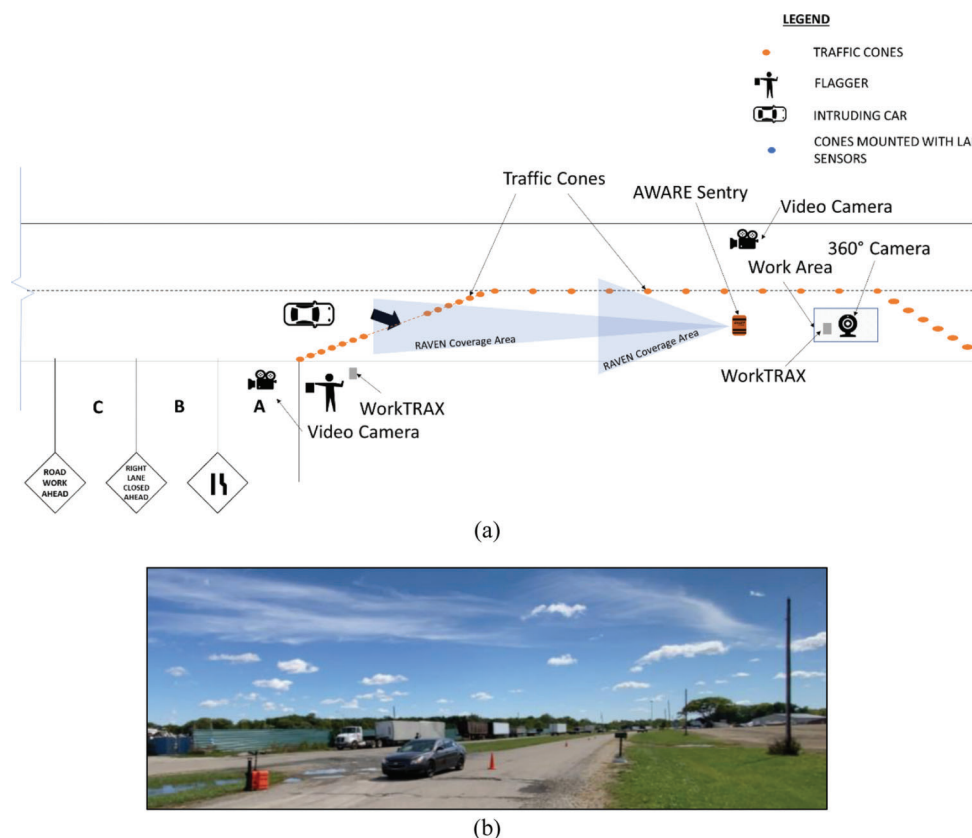 LEGEND
TRAFFIC CONES
FLAGGER
INTRUDING CAR
CONES MOUNTED WITH LA
SENSORS
Traffic Cones
AWARE Sentry
Video Camera
360° Camera
Work Area
RAVEN Coverage Area
RAVEN Coverage Area
WorkTRAX
C
B
A
WorkTRAX
Video Camera
ROAD
WORK
AHEAD
RIGHT
LANE
CLOSED
AHEAD
(a)
(b)